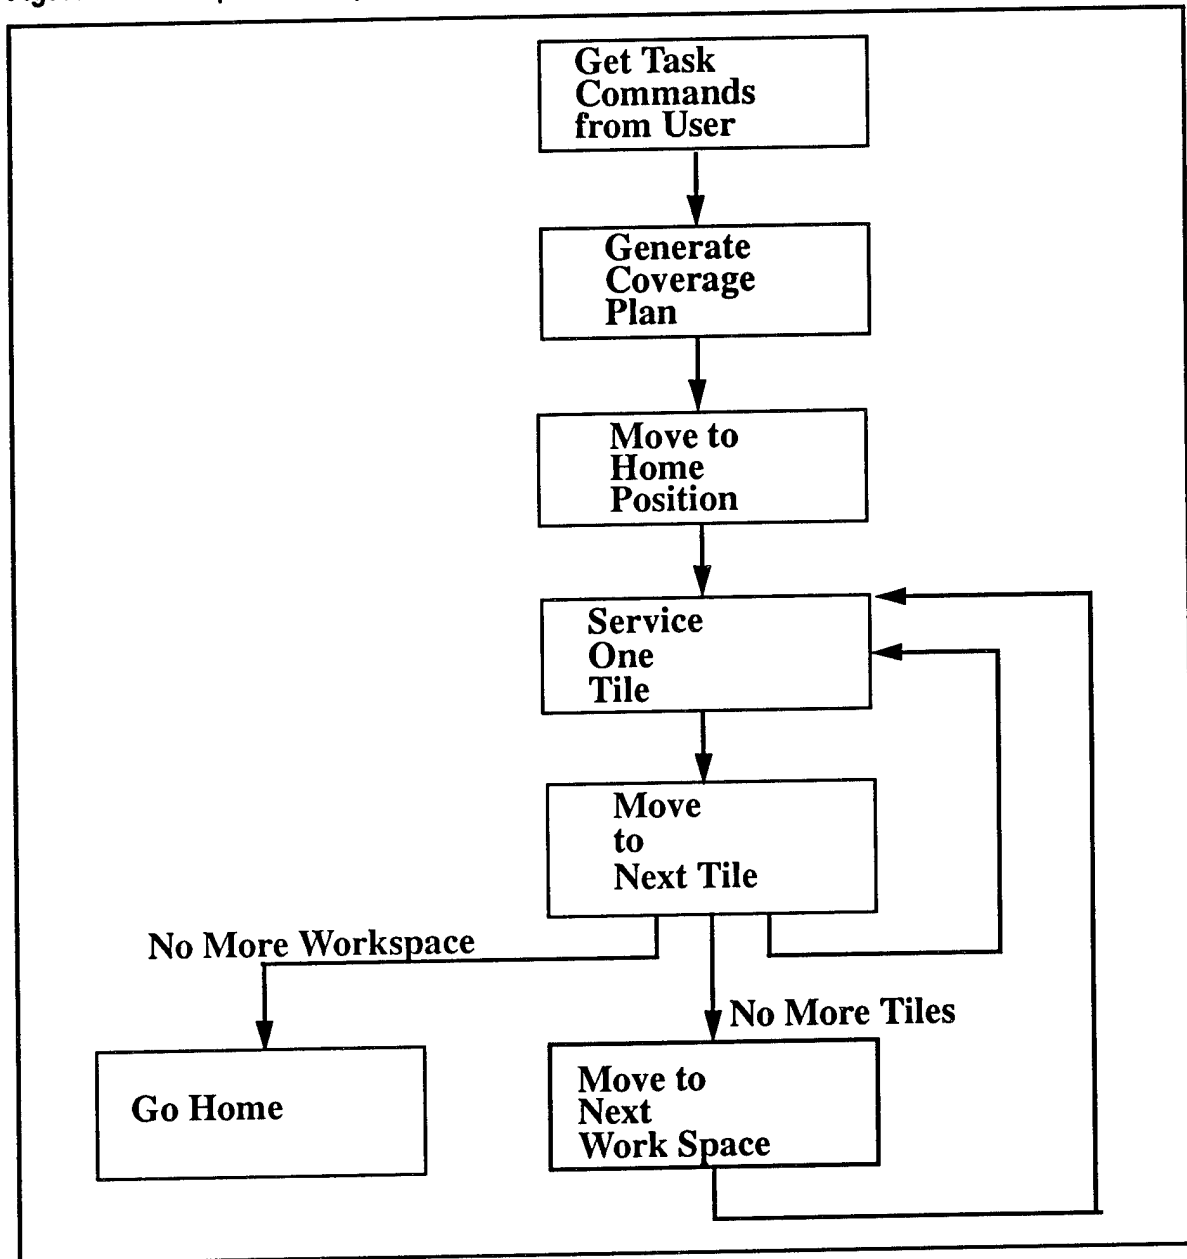 Get Task
Commands
from User
Generate
Coverage
Plan
Move to
Home
Position
Service
One
Tile
Move
to
Next Tile
No More Workspace
No More Tiles
Go Home
Move to
Next
Work Space